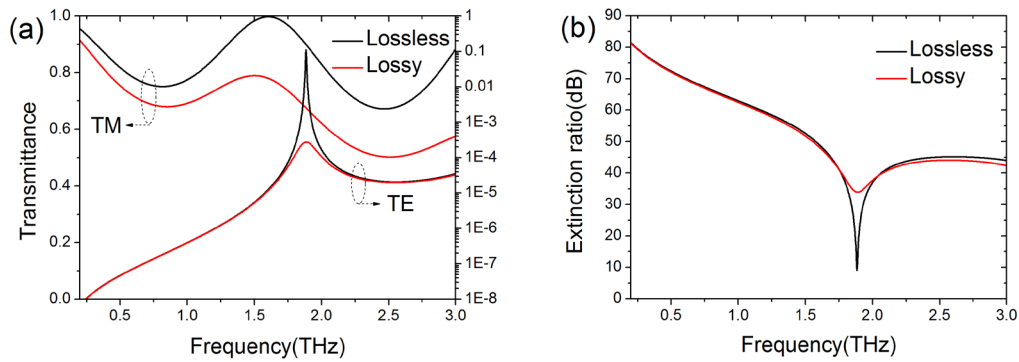 (a)
Transmittance
1.0
0.8
0.6
0.4
0.2
0.0
Lossless
Lossy
TM
TE
1
0.1
0.01
1E-3
1E-4
1E-5
1E-6
1E-7
1E-8
0.5 1.0 1.5 2.0 2.5 3.0
Frequency(THz)
(b)
Extinction ratio(dB)
90
80
70
60
50
40
30
20
10
0
Lossless
Lossy
0.5 1.0 1.5 2.0 2.5 3.0
Frequency(THz)